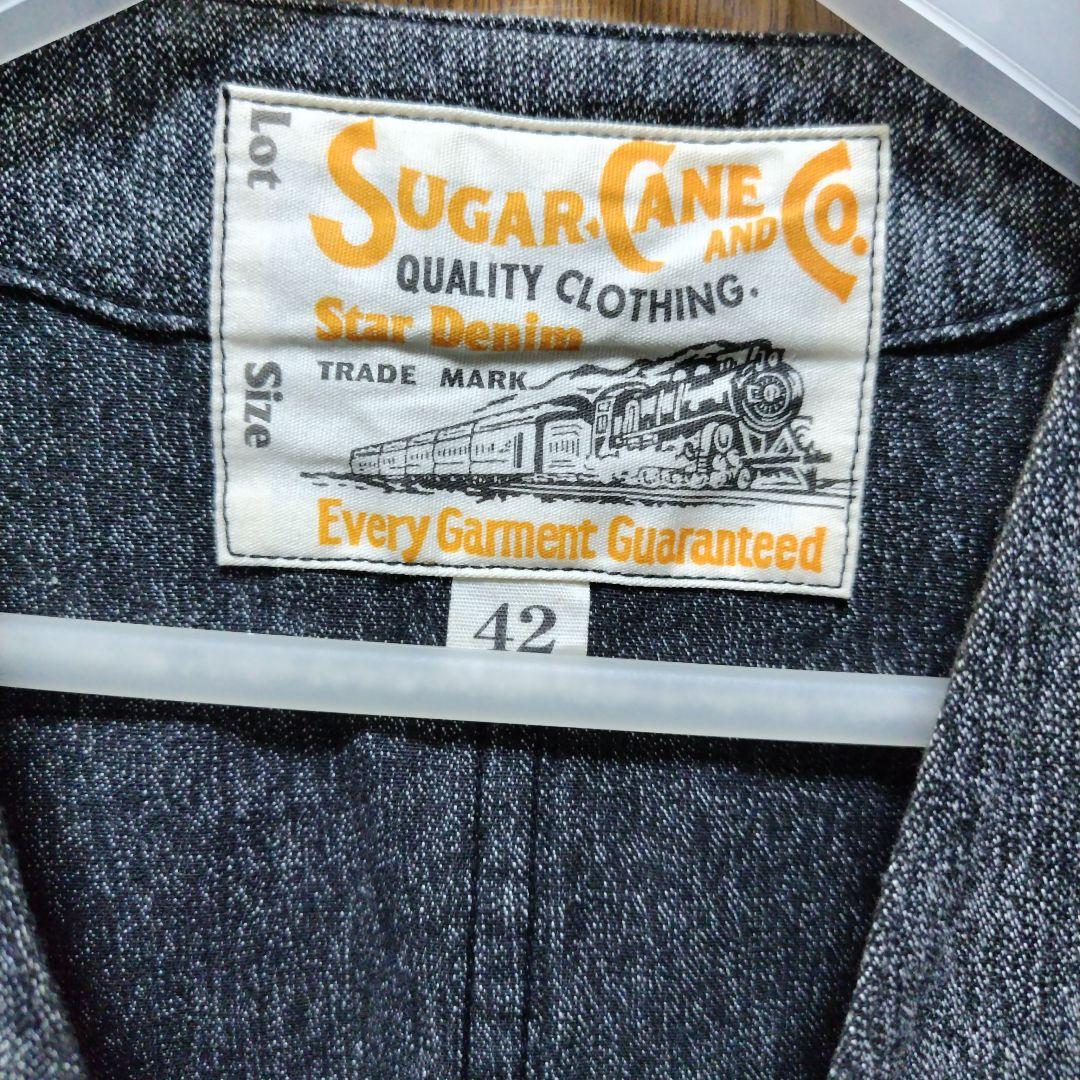 Lot
Size
SUGAR. CANE AND CO.
QUALITY CLOTHING.
Star Denim
TRADE MARK
Every Garment Guaranteed
42